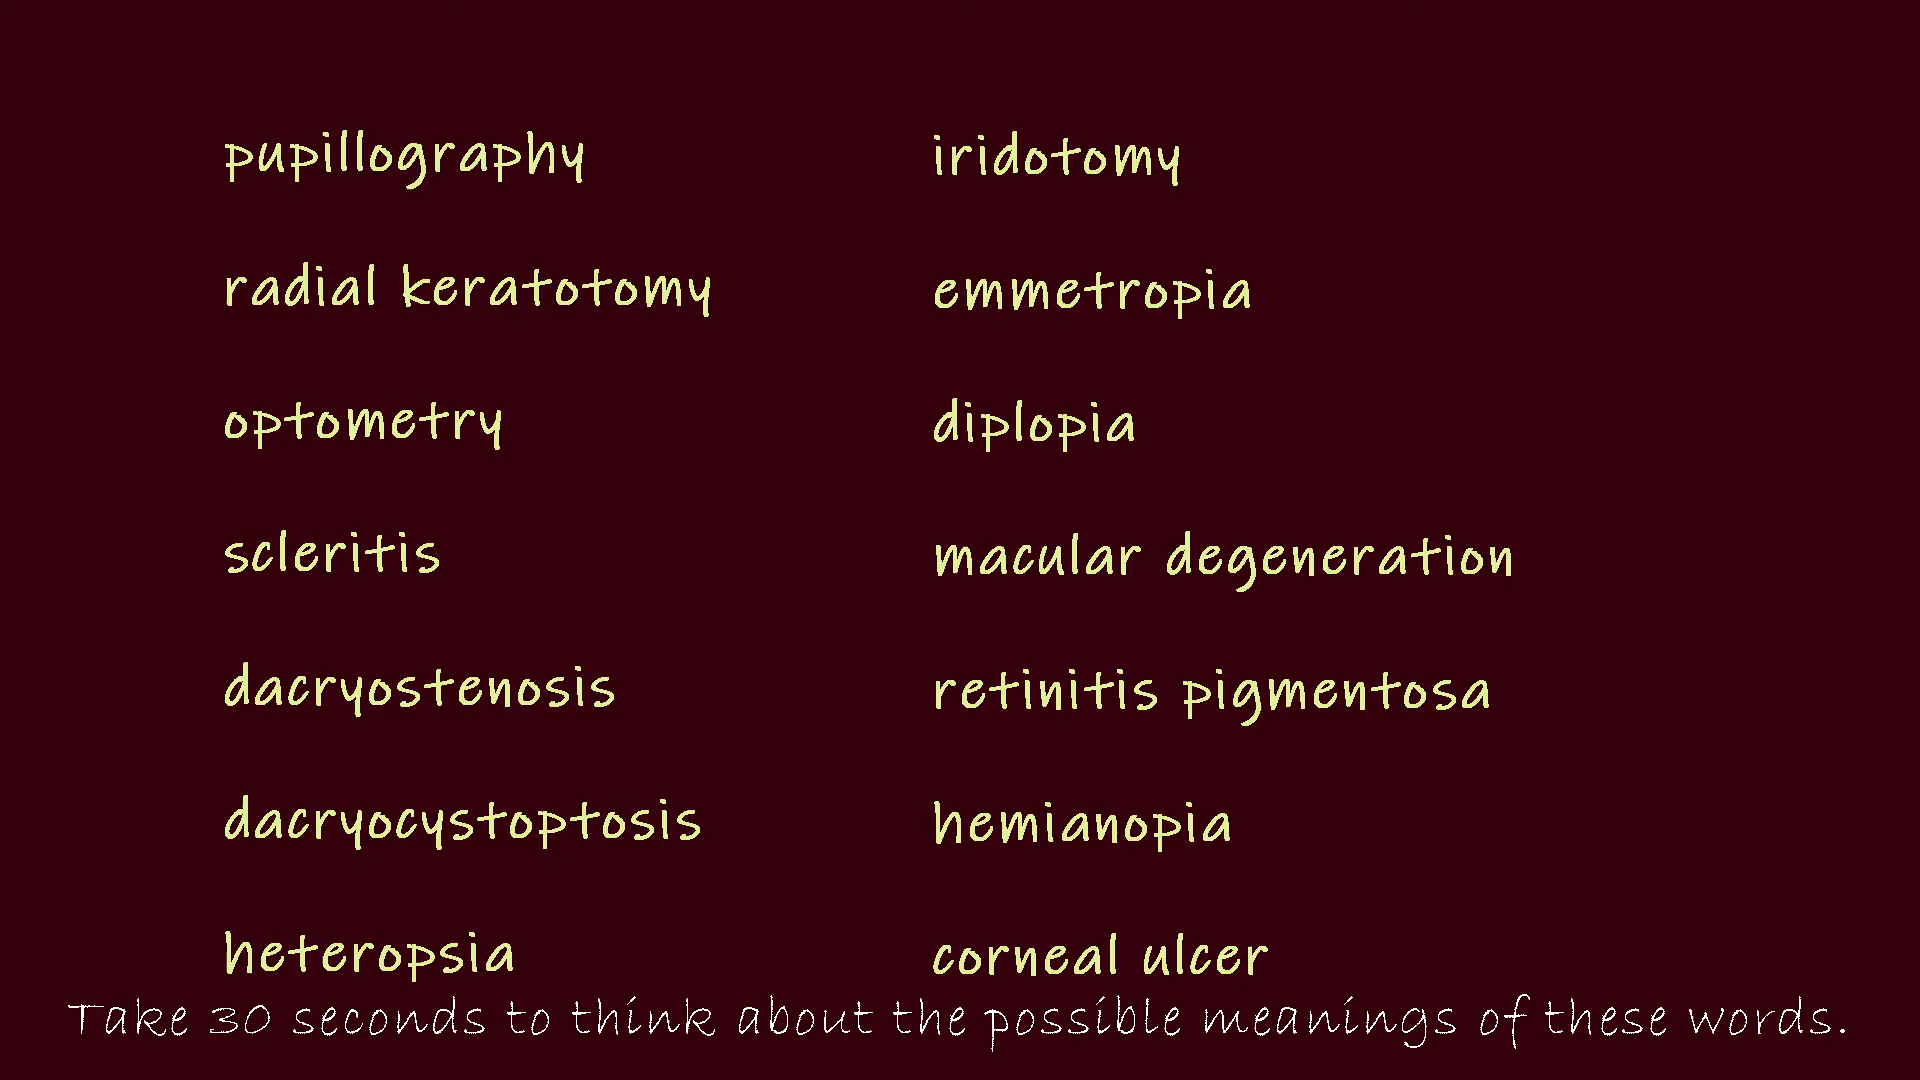 pupillography
radial keratotomy
optometry
scleritis
dacryostenosis
dacryocystoptosis
heteropsia
iridotomy
emmetropia
diplopia
macular degeneration
retinitis pigmentosa
hemianopia
corneal ulcer
Take 30 seconds to think about the possible meanings of these words.